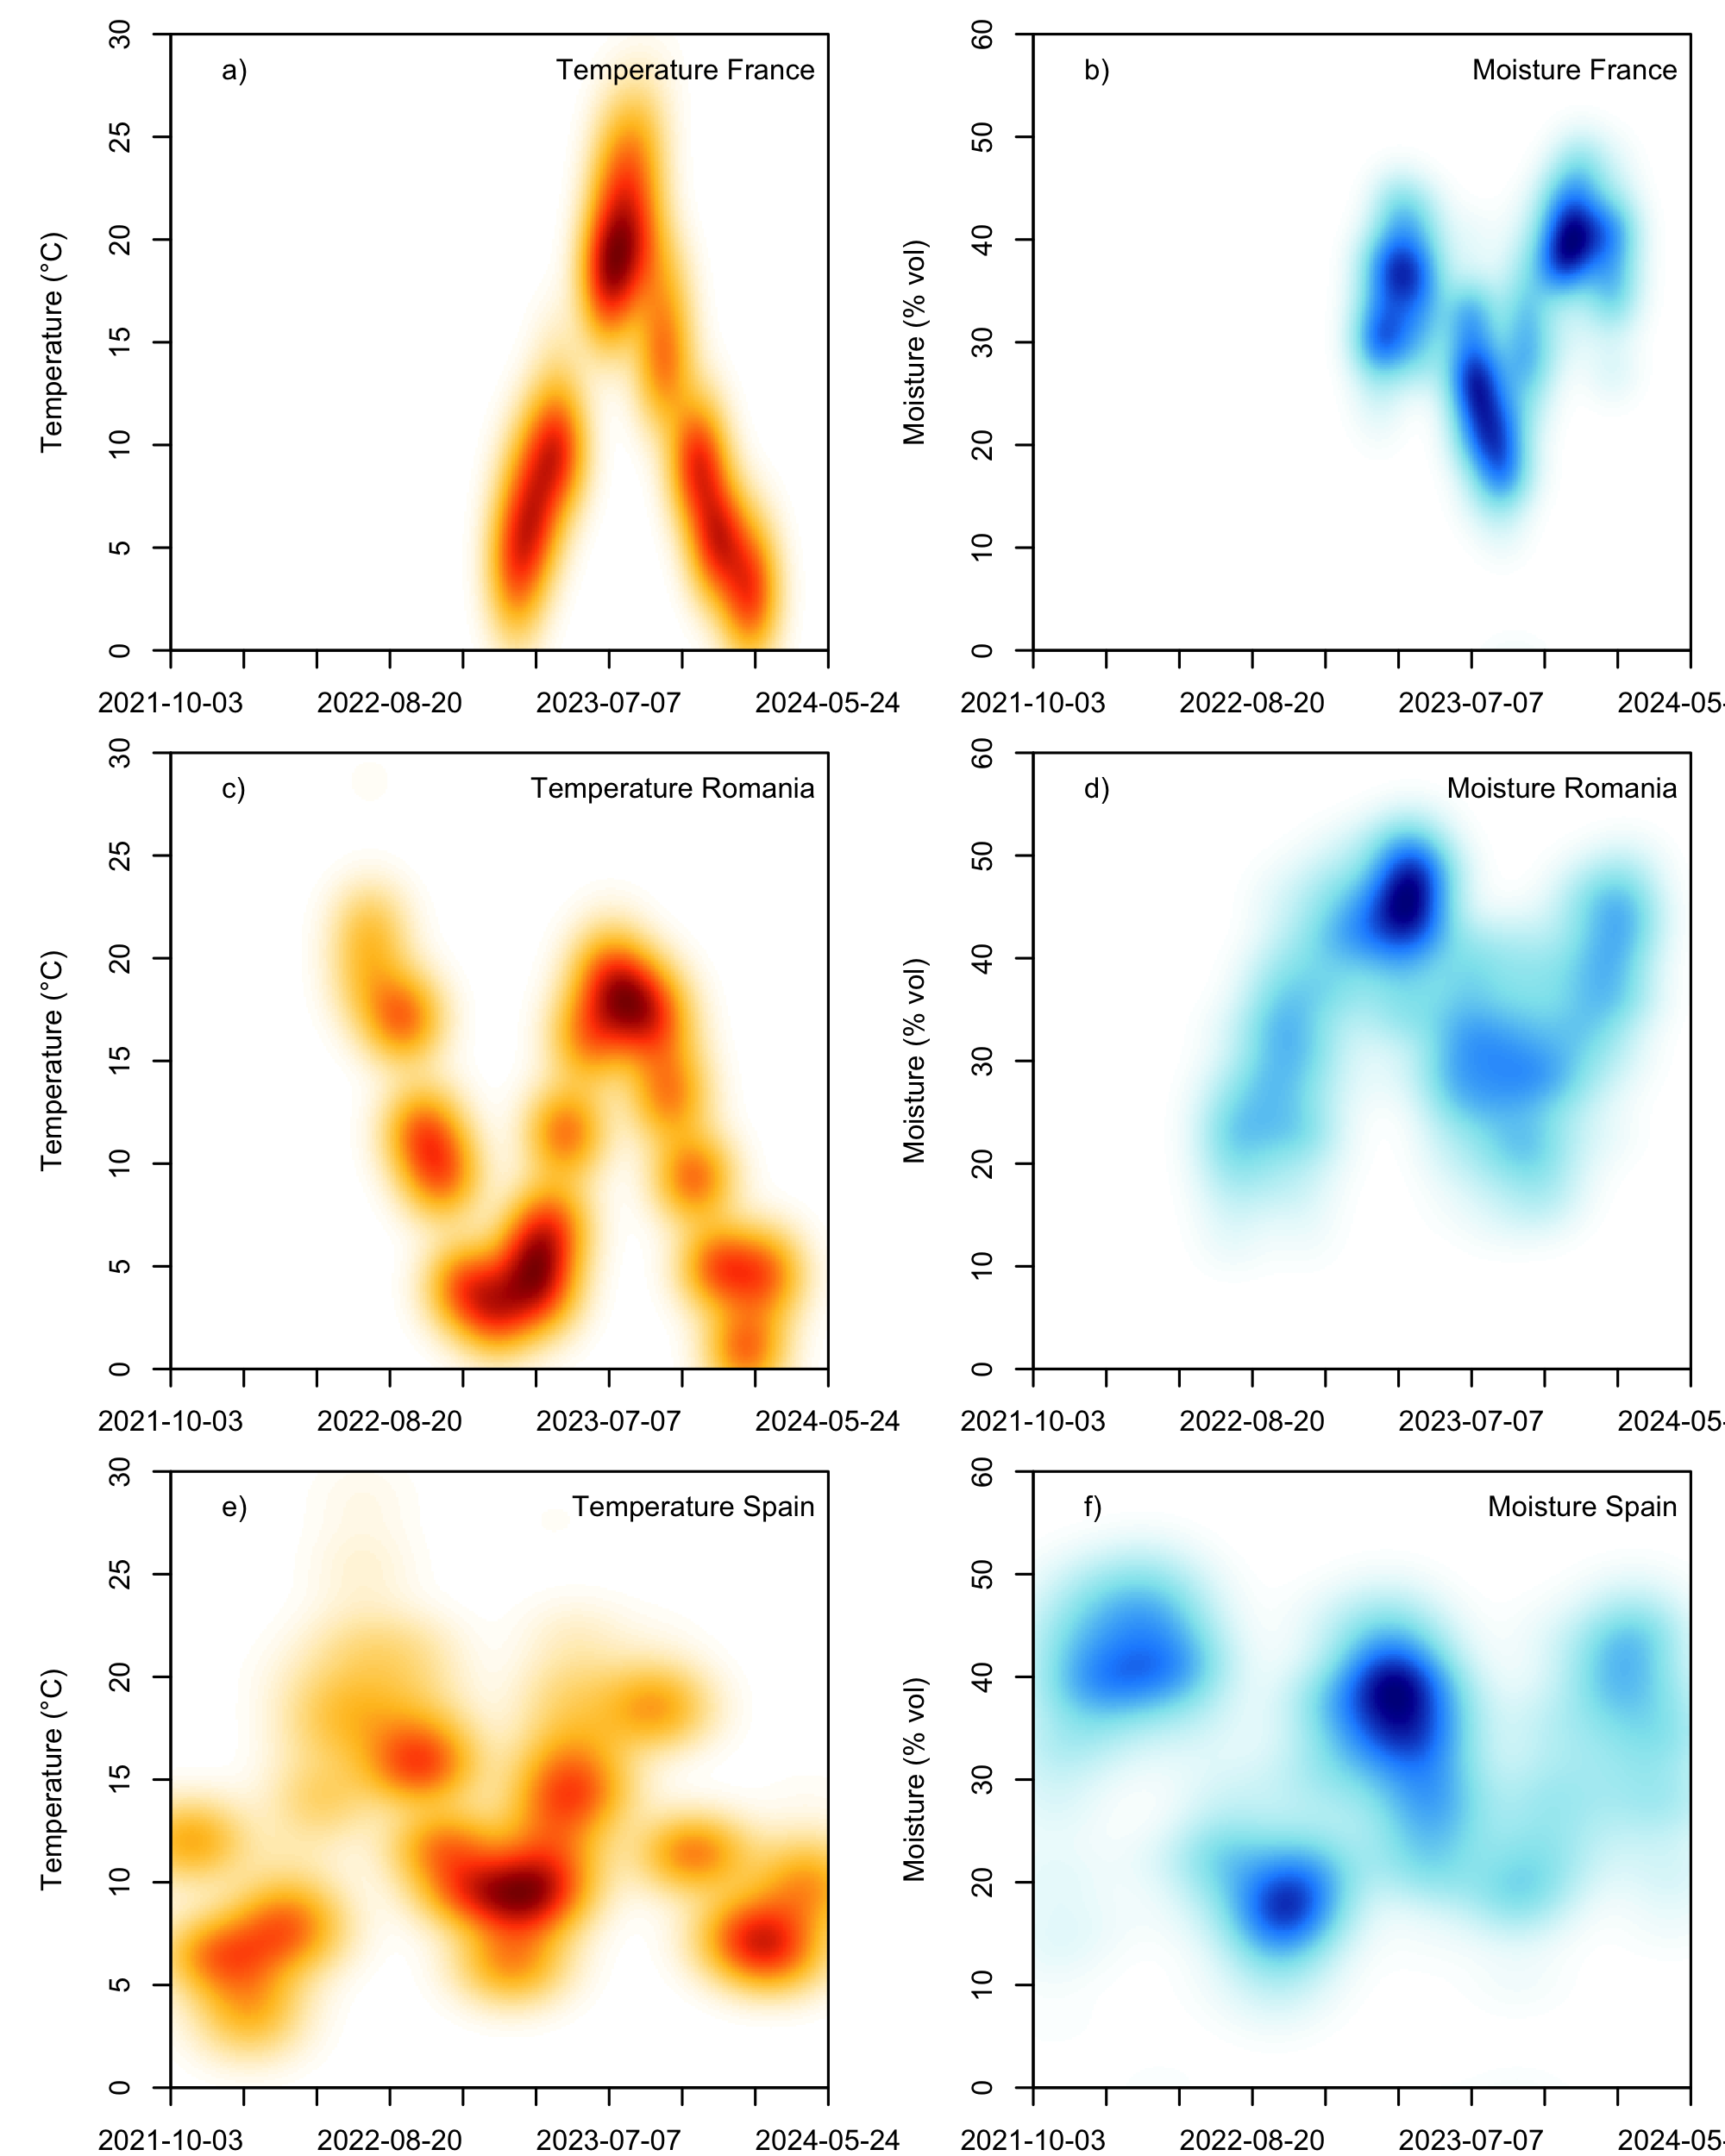 a) Temperature France
Temperature (°C)
0 5 10 15 20 25 30
2021-10-03 2022-08-20 2023-07-07 2024-05-24
b) Moisture France
Moisture (% vol)
0 10 20 30 40 50 60
2021-10-03 2022-08-20 2023-07-07 2024-05-
c) Temperature Romania
Temperature (°C)
0 5 10 15 20 25 30
2021-10-03 2022-08-20 2023-07-07 2024-05-24
d) Moisture Romania
Moisture (% vol)
0 10 20 30 40 50 60
2021-10-03 2022-08-20 2023-07-07 2024-05-
e) Temperature Spain
Temperature (°C)
0 5 10 15 20 25 30
2021-10-03 2022-08-20 2023-07-07 2024-05-24
f) Moisture Spain
Moisture (% vol)
0 10 20 30 40 50 60
2021-10-03 2022-08-20 2023-07-07 2024-05-